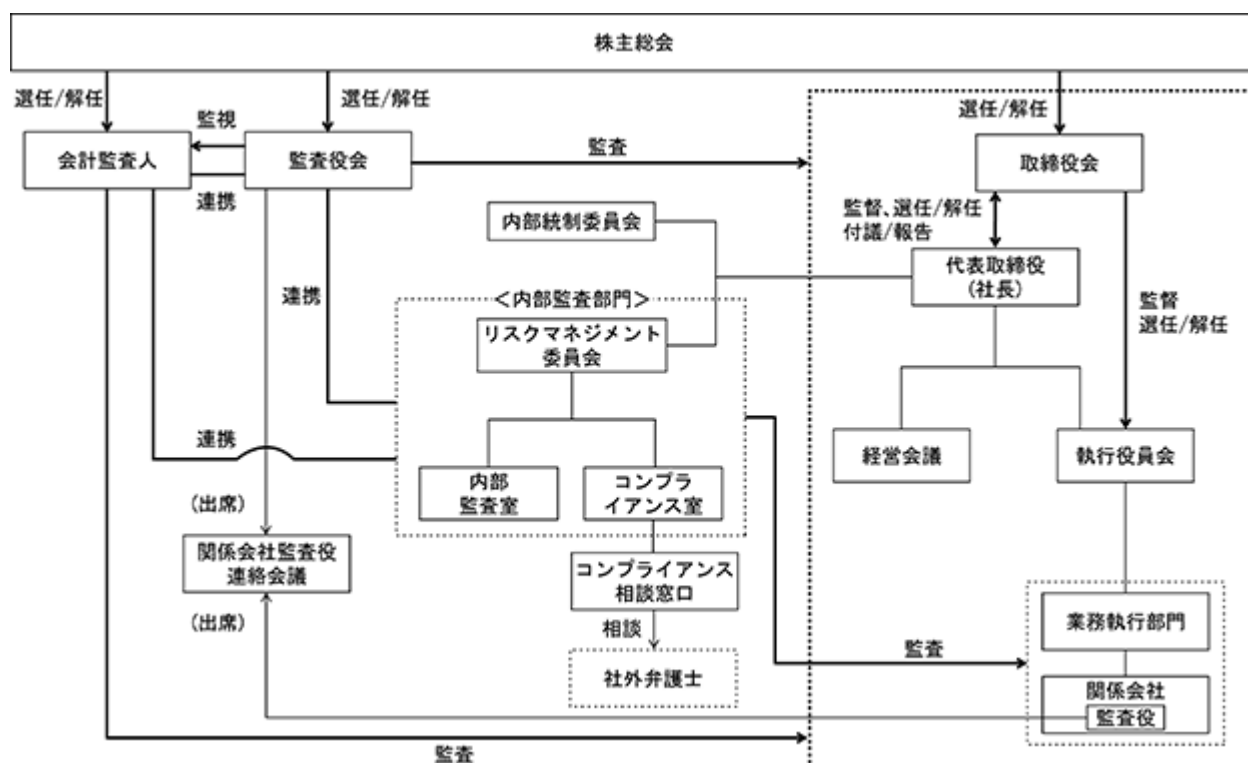 株主総会
選任/解任
選任/解任
選任/解任
監視
会計監査人
監査役会
監査
取締役会
連携
監督、選任/解任
付議/報告
内部統制委員会
代表取締役
(社長)
連携
<内部監査部門>
監督
選任/解任
リスクマネジメント
委員会
連携
経営会議
執行役員会
内部
監査室
コンプラ
イアンス室
(出席)
関係会社監査役
連絡会議
コンプライアンス
相談窓口
(出席)
相談
業務執行部門
監査
社外弁護士
関係会社
監査役
監査